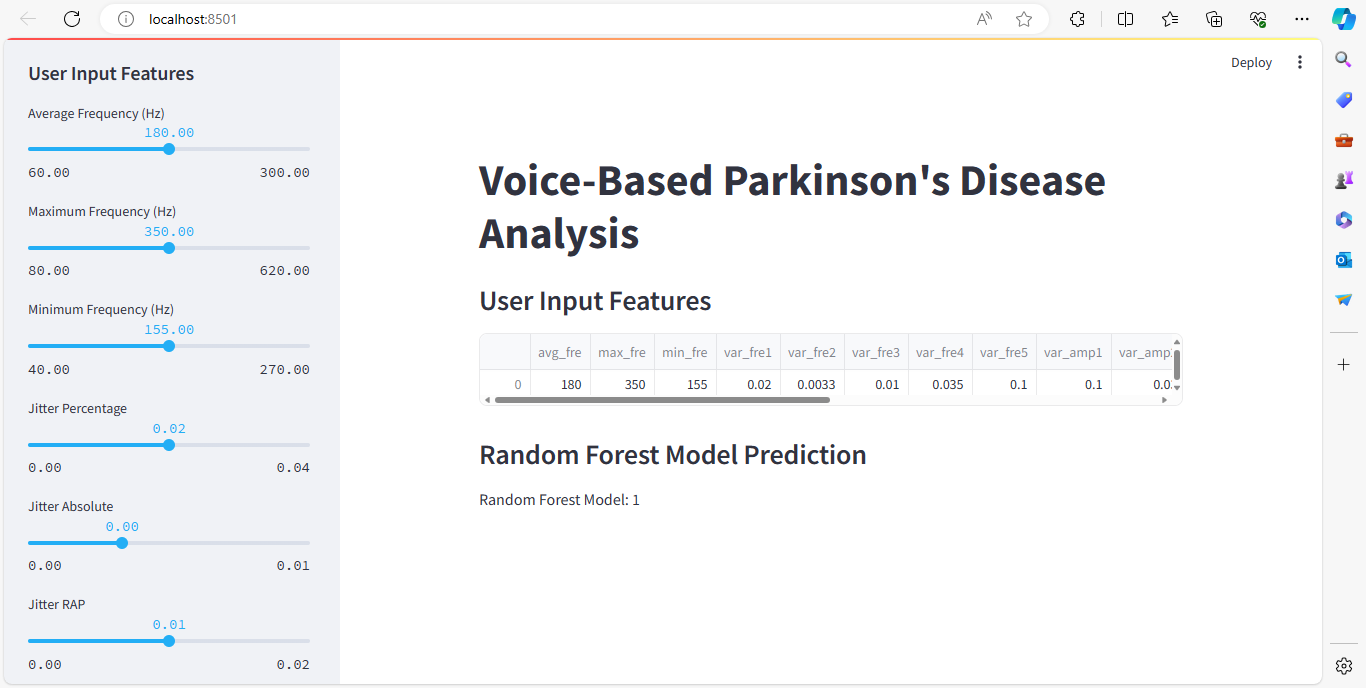 localhost:8501
User Input Features
Average Frequency (Hz)
180.00
60.00 300.00
Maximum Frequency (Hz)
350.00
80.00 620.00
Minimum Frequency (Hz)
155.00
40.00 270.00
Jitter Percentage
0.02
0.00 0.04
Jitter Absolute
0.00
0.00 0.01
Jitter RAP
0.01
0.00 0.02
Deploy
Voice-Based Parkinson's Disease
Analysis
User Input Features
avg_fre max_fre min_fre var_fre1 var_fre2 var_fre3 var_fre4 var_fre5 var_amp1 var_amp
0 180 350 155 0.02 0.0033 0.01 0.035 0.1 0.1 0.0
Random Forest Model Prediction
Random Forest Model: 1